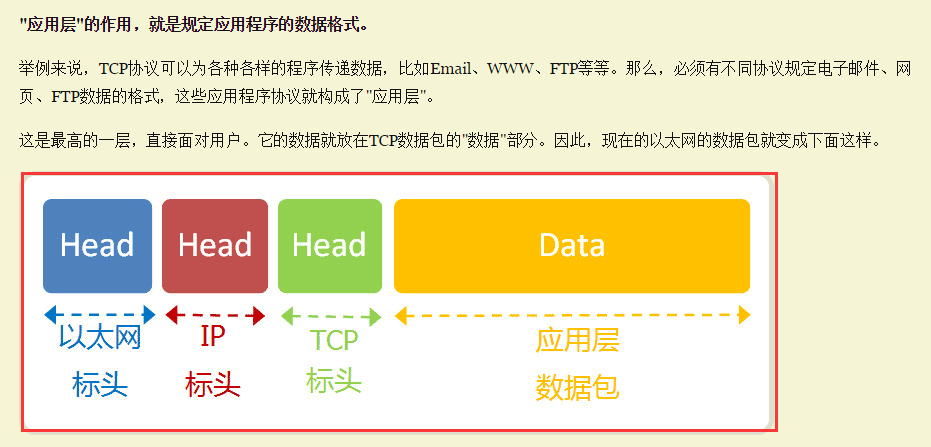 "应用层"的作用，就是规定应用程序的数据格式。
举例来说，TCP协议可以为各种各样的程序传递数据，比如Email、WWW、FTP等等。那么，必须有不同协议规定电子邮件、网
页、FTP数据的格式，这些应用程序协议就构成了"应用层"。
这是最高的一层，直接面对用户。它的数据就放在TCP数据包的"数据"部分。因此，现在的以太网的数据包就变成下面这样。
Head Head Head Data
以太网 IP TCP 应用层
标头 标头 标头 数据包